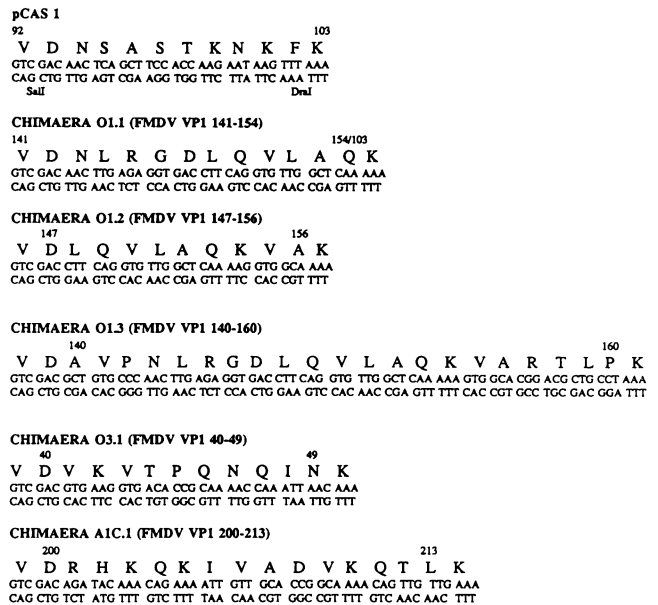 pCAS 1
92 103
V D N S A S T K N K F K
GTC GAC AAC TCA GCT TCC ACC AAG AAT AAG TTT AAA
CAG CTG TTG AGT CGA AGG TGG TTC TTA TTC AAA TTT
SalI DraI
CHIMAERA O1.1 (FMDV VP1 141-154)
141 154/103
V D N L R G D L Q V L A Q K
GTC GAC AAC TTG AGA GGT GAC CTT CAG GTG TTG GCT CAA AAA
CAG CTG TTG AAC TCT CCA CTG GAA GTC CAC AAC CGA GTT TTT
CHIMAERA O1.2 (FMDV VP1 147-156)
147 156
V D L Q V L A Q K V A K
GTC GAC CTT CAG GTG TTG GCT CAA AAG GTG GCA AAA
CAG CTG GAA GTC CAC AAC CGA GTT TTC CAC CGT TTT
CHIMAERA O1.3 (FMDV VP1 140-160)
140 160
V D A V P N L R G D L Q V L A Q K V A R T L P K
GTC GAC GCT GTG CCC AAC TTG AGA GGT GAC CTT CAG GTG TTG GCT CAA AAA GTG GCA CGG ACG CTG CCT AAA
CAG CTG CGA CAC GGG TTG AAC TCT CCA CTG GAA GTC CAC AAC CGA GTT TTT CAC CGT GCC TGC GAC GGA TTT
CHIMAERA O3.1 (FMDV VP1 40-49)
40 49
V D V K V T P Q N Q I N K
GTC GAC GTG AAG GTG ACA CCG CAA AAC CAA ATT AAC AAA
CAG CTG CAC TTC CAC TGT GGC GTT TTG GTT TAA TTG TTT
CHIMAERA A1C.1 (FMDV VP1 200-213)
200 213
V D R H K Q K I V A D V K Q T L K
GTC GAC AGA TAC AAA CAG AAA ATT GTT GCA CCG GCA AAA CAG TTG TTG AAA
CAG CTG TCT ATG TTT GTC TTT TAA CAA CGT GGC CGT TTT GTC AAC AAC TTT